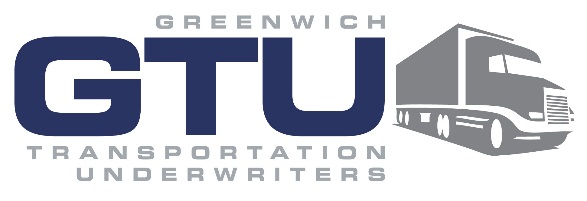 GREENWICH
GTU
TRANSPORTATION
UNDERWRITERS